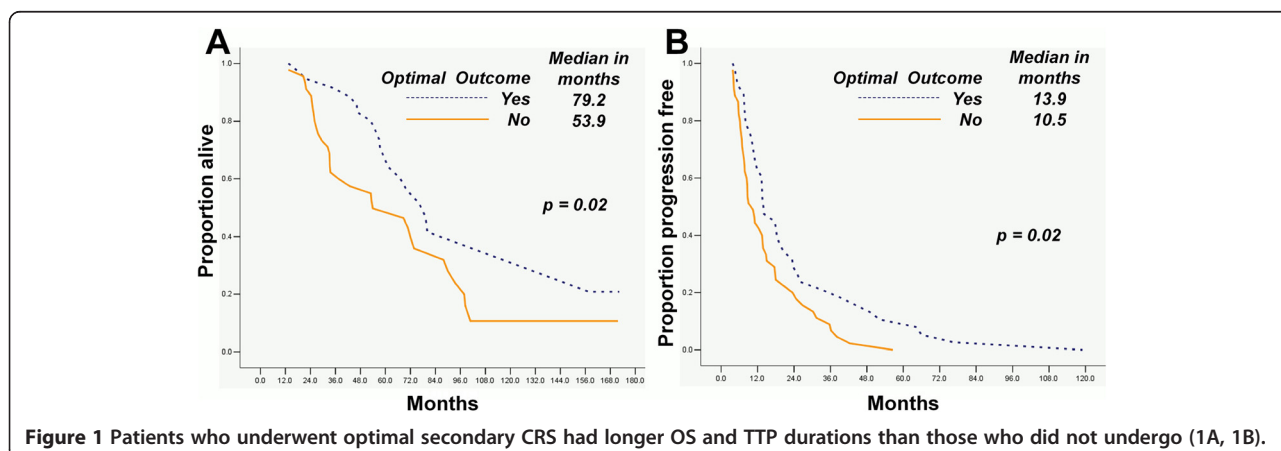 A
Proportion alive
1.0
0.8
0.6
0.4
0.2
0.0
Median in
Optimal Outcome months
Yes 79.2
No 53.9
p = 0.02
0.0 12.0 24.0 36.0 48.0 60.0 72.0 84.0 96.0 108.0 120.0 132.0 144.0 156.0 168.0 180.0
Months
B
Proportion progression free
1.0
0.8
0.6
0.4
0.2
0.0
Median in
Optimal Outcome months
Yes 13.9
No 10.5
p = 0.02
0.0 12.0 24.0 36.0 48.0 60.0 72.0 84.0 96.0 108.0 120.0
Months
Figure 1 Patients who underwent optimal secondary CRS had longer OS and TTP durations than those who did not undergo (1A, 1B).